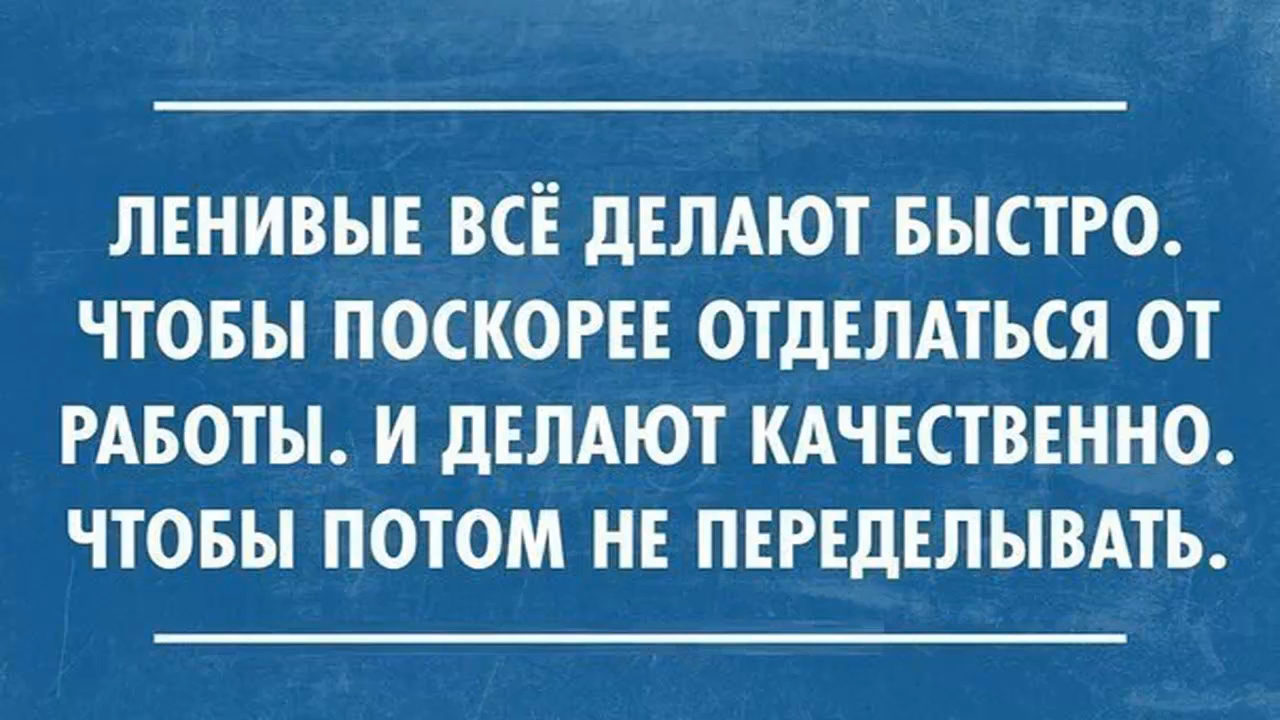 ЛЕНИВЫЕ ВСЁ ДЕЛАЮТ БЫСТРО.
ЧТОБЫ ПОСКОРЕЕ ОТДЕЛАТЬСЯ ОТ
РАБОТЫ. И ДЕЛАЮТ КАЧЕСТВЕННО.
ЧТОБЫ ПОТОМ НЕ ПЕРЕДЕЛЫВАТЬ.